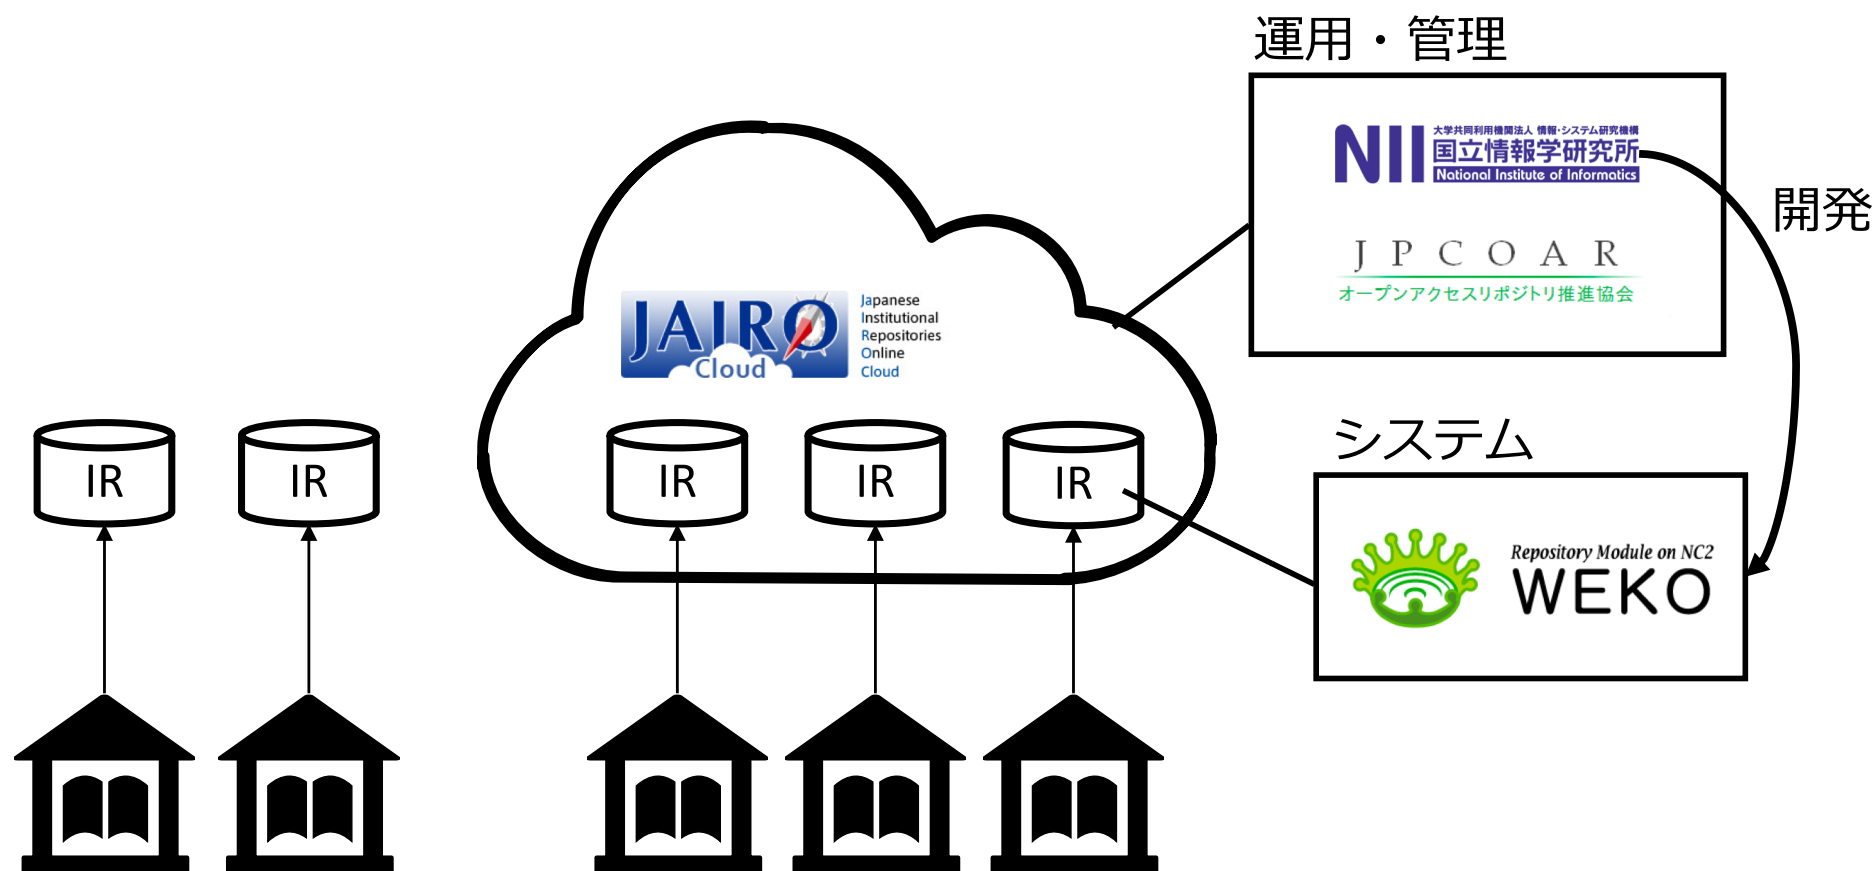 運用・管理
NII
大学共同利用機関法人 情報・システム研究機構
国立情報学研究所
National Institute of Informatics
開発
JPCOAR
オープンアクセスリポジトリ推進協会
JAIRO
Cloud
Japanese
Institutional
Repositories
Online
Cloud
システム
IR
IR
IR
IR
IR
Repository Module on NC2
WEKO